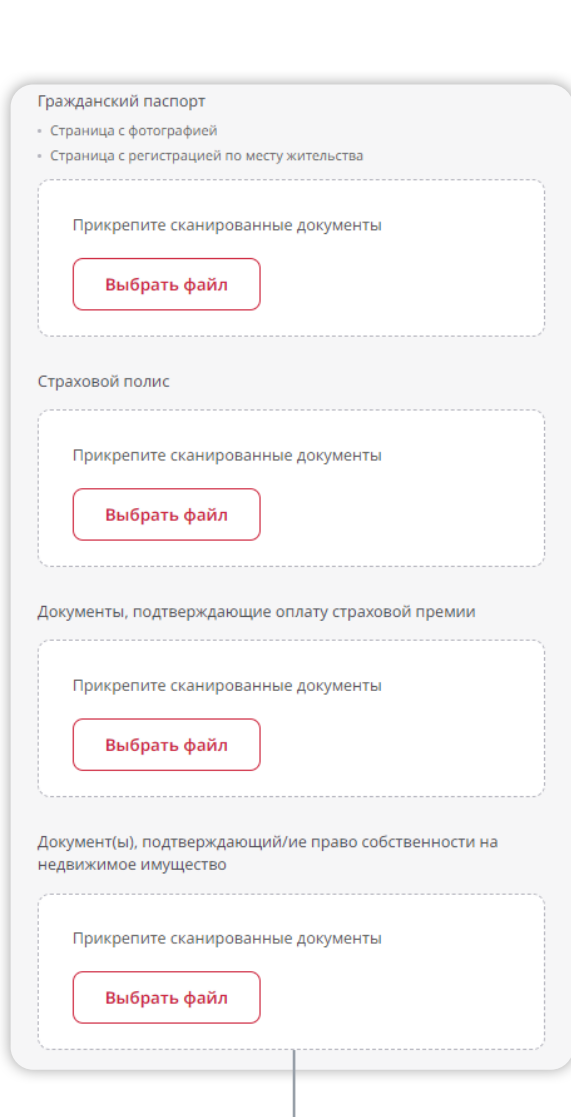 Гражданский паспорт
• Страница с фотографией
• Страница с регистрацией по месту жительства
Прикрепите сканированные документы
Выбрать файл
Страховой полис
Прикрепите сканированные документы
Выбрать файл
Документы, подтверждающие оплату страховой премии
Прикрепите сканированные документы
Выбрать файл
Документ(ы), подтверждающий/ие право собственности на
недвижимое имущество
Прикрепите сканированные документы
Выбрать файл